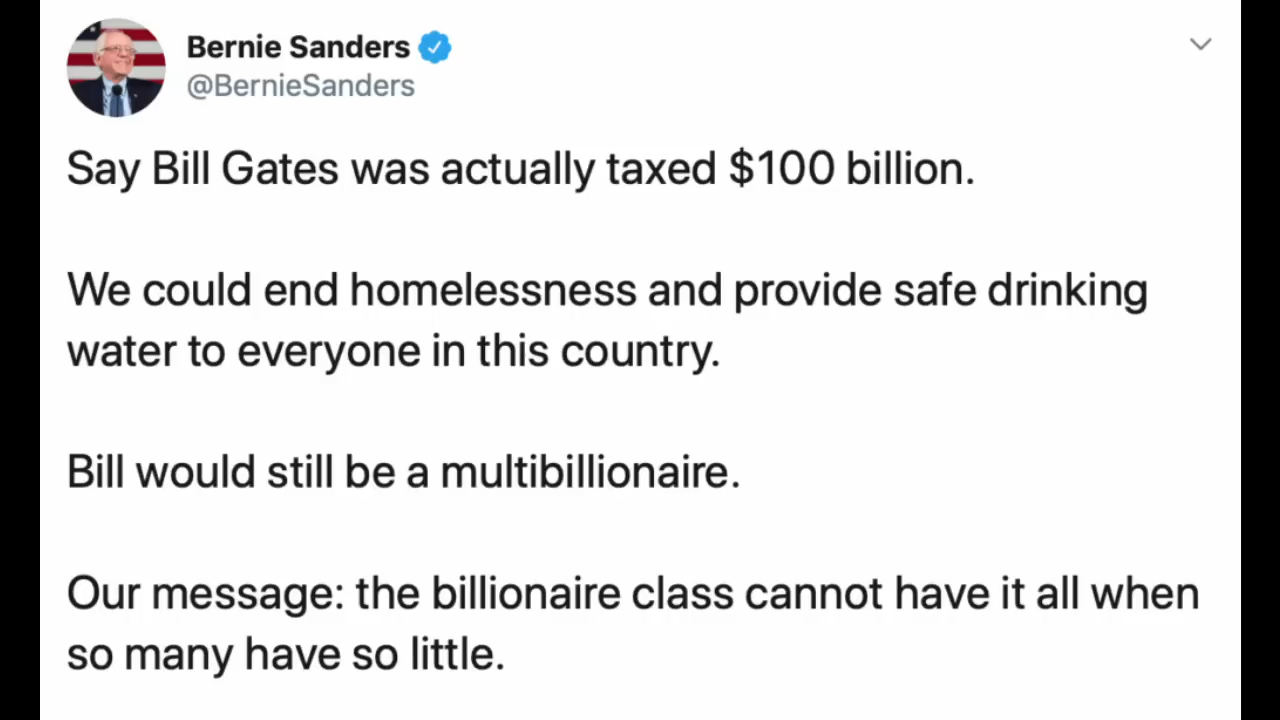 Bernie Sanders
@BernieSanders
Say Bill Gates was actually taxed $100 billion.
We could end homelessness and provide safe drinking
water to everyone in this country.
Bill would still be a multibillionaire.
Our message: the billionaire class cannot have it all when
so many have so little.